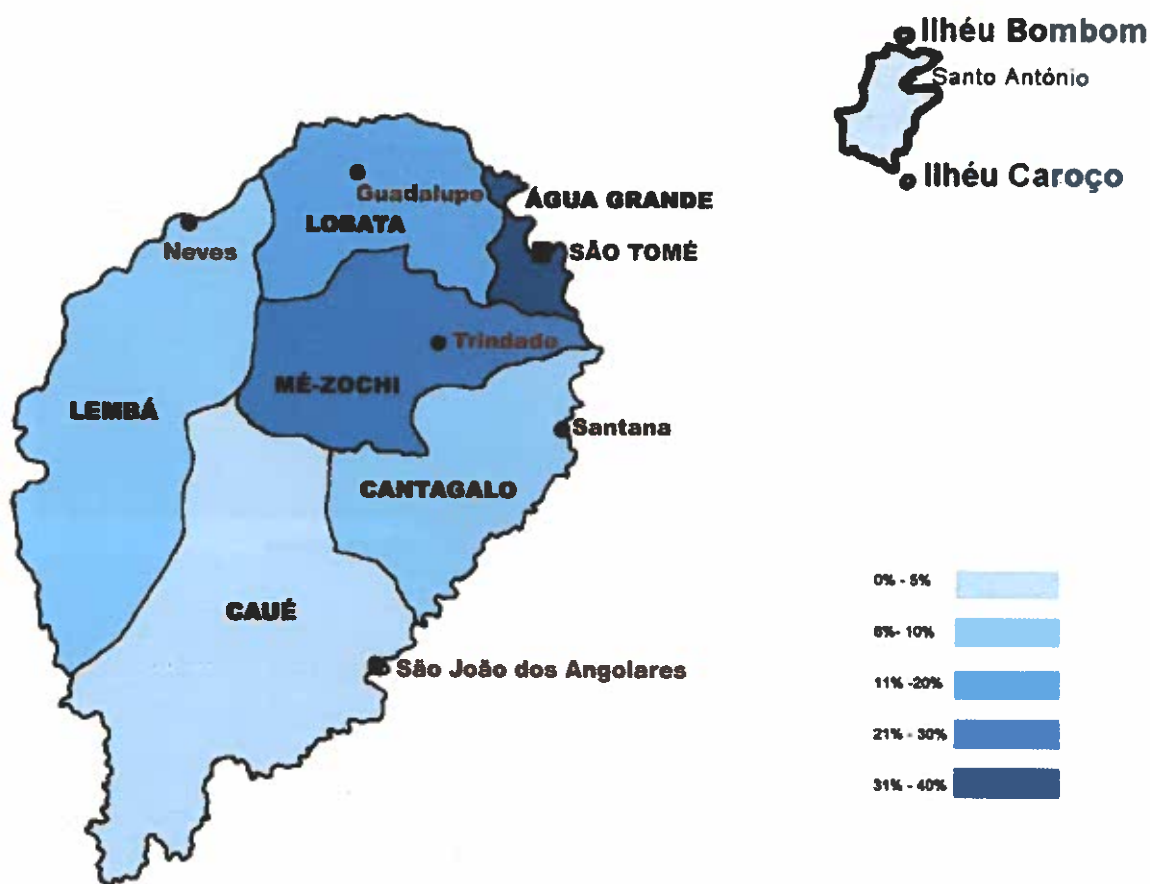 Ilhéu Bombom
Santo António
Ilhéu Caroço
Guadalupe
ÁGUA GRANDE
LOBATA
Neves
SÃO TOMÉ
Trindade
MÉ-ZOCHI
LEMBÁ
Santana
CANTAGALO
CAUÉ
São João dos Angolares
0% - 5%
6%- 10%
11% -20%
21% - 30%
31% - 40%